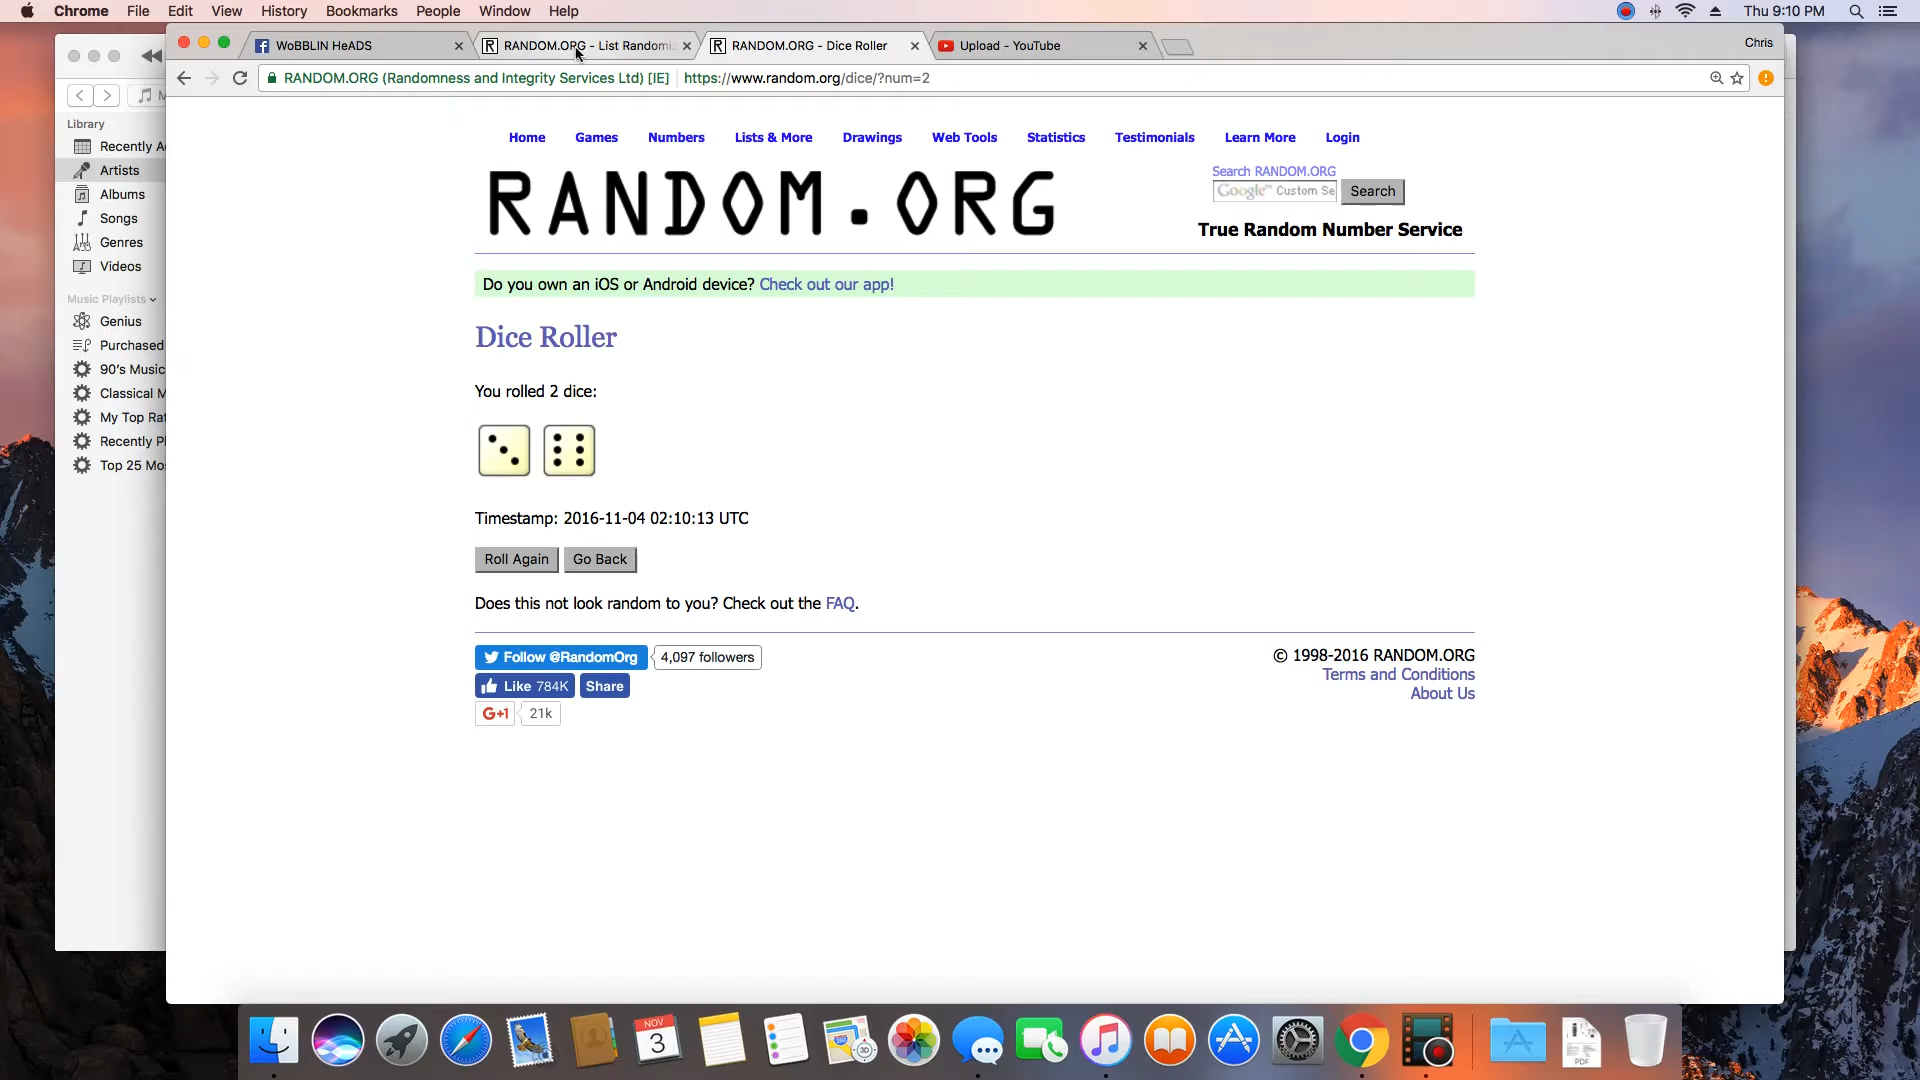 Chrome File Edit View History Bookmarks People Window Help Thu 9:10 PM
WoBBLIN HeADS RANDOM.ORG - List Randomi RANDOM.ORG - Dice Roller Upload - YouTube Chris
RANDOM.ORG (Randomness and Integrity Services Ltd) [IE] https://www.random.org/dice/?num=2
Library
Recently A
Artists
Albums
Songs
Genres
Videos
Music Playlists
Genius
Purchased
90's Music
Classical M
My Top Rat
Recently Pl
Top 25 Mos
Home Games Numbers Lists & More Drawings Web Tools Statistics Testimonials Learn More Login
RANDOM.ORG
Search RANDOM.ORG
Google™ Custom Se Search
True Random Number Service
Do you own an iOS or Android device? Check out our app!
Dice Roller
You rolled 2 dice:
Timestamp: 2016-11-04 02:10:13 UTC
Roll Again Go Back
Does this not look random to you? Check out the FAQ.
Follow @RandomOrg 4,097 followers
Like 784K Share
G+1 21k
© 1998-2016 RANDOM.ORG
Terms and Conditions
About Us
NOV
3
3D
PDF